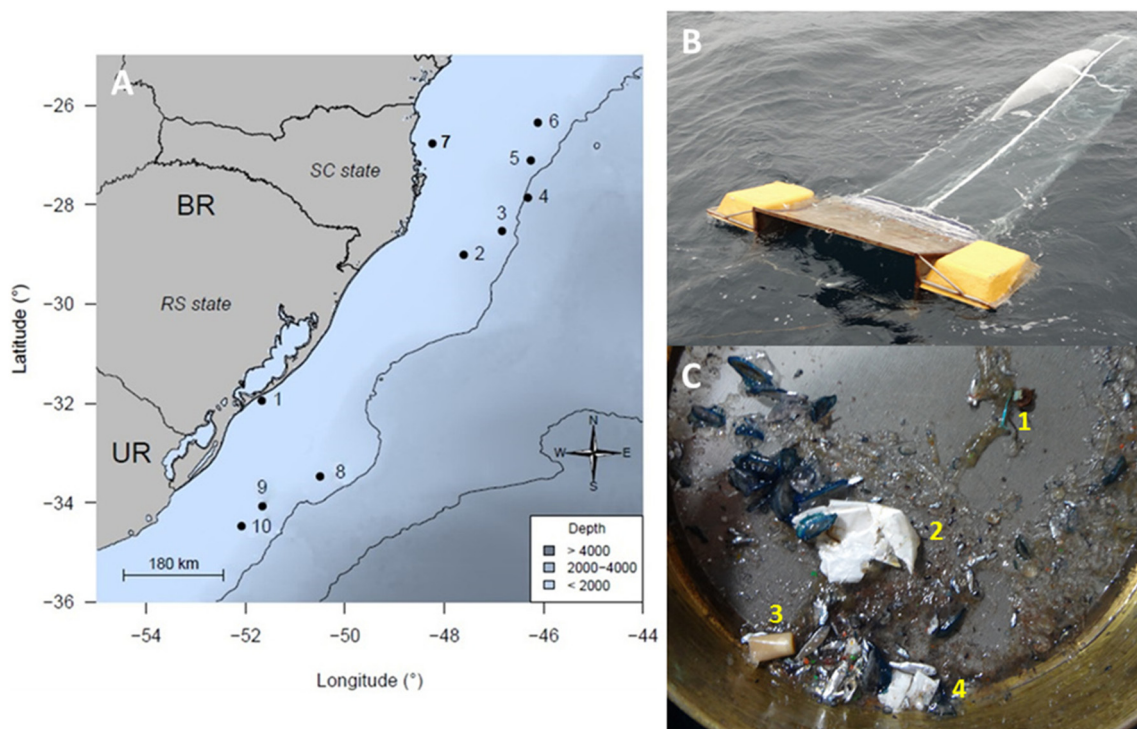 A
−26
−28
−30
−32
−34
−36
Latitude (°)
SC state
BR
RS state
UR
7
6
5
4
3
2
1
8
9
10
N
W
E
S
Depth
> 4000
2000−4000
< 2000
180 km
−54
−52
−50
−48
−46
−44
Longitude (°)
B
C
1
2
3
4